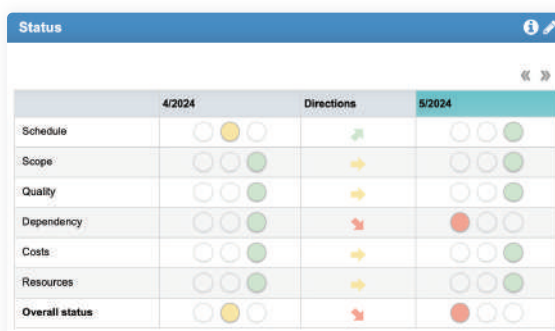 Status
4/2024 Directions 5/2024
Schedule
Scope
Quality
Dependency
Costs
Resources
Overall status